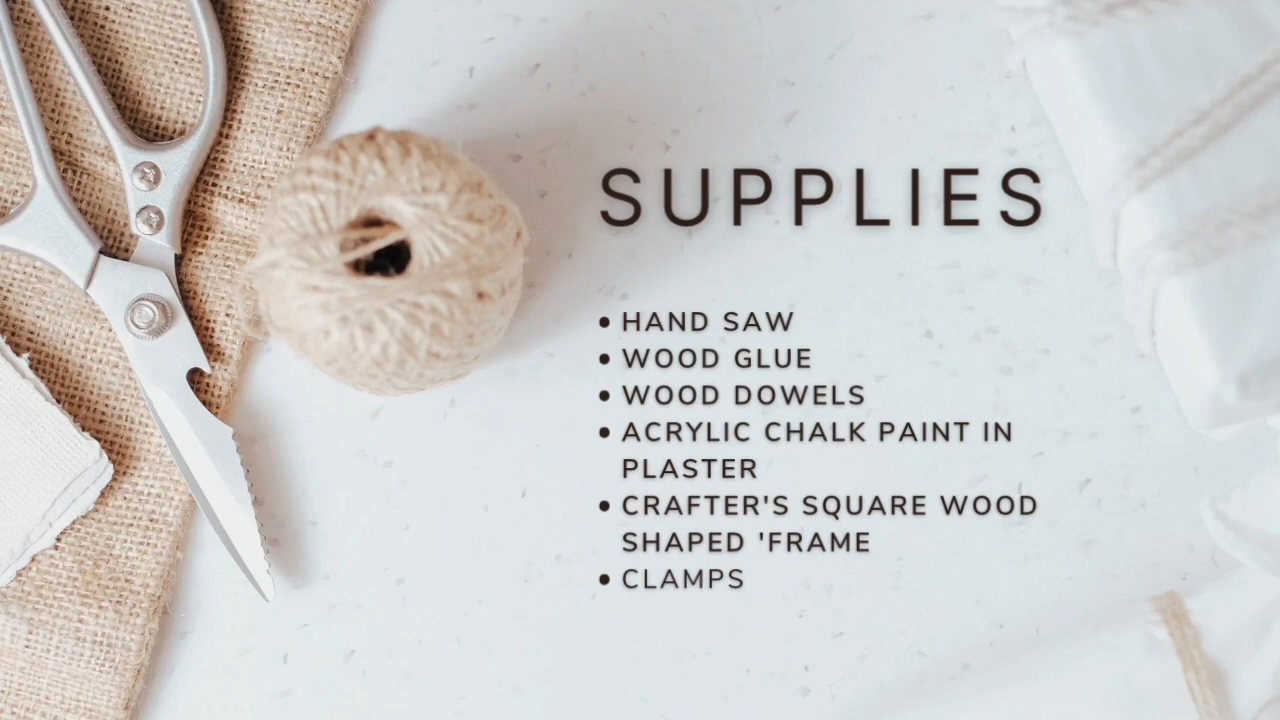 SUPPLIES
• HAND SAW
• WOOD GLUE
• WOOD DOWELS
• ACRYLIC CHALK PAINT IN
PLASTER
• CRAFTER'S SQUARE WOOD
SHAPED 'FRAME
• CLAMPS